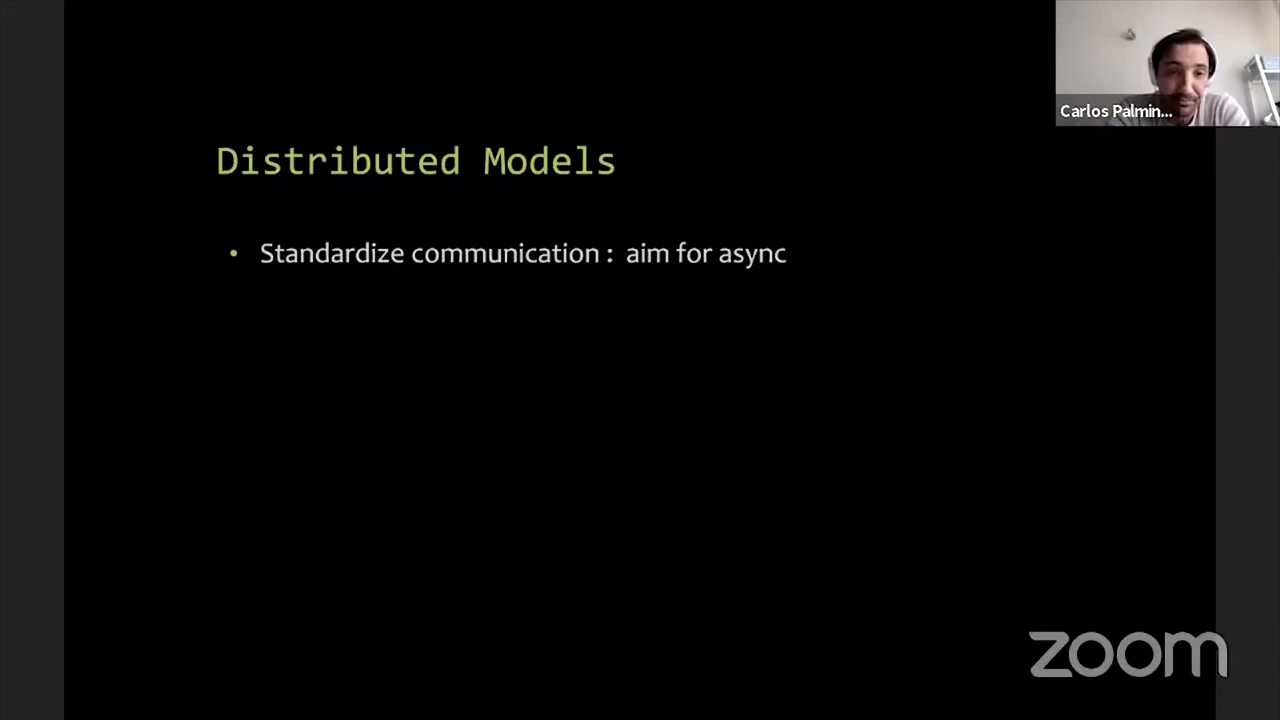 Carlos Palmin...
Distributed Models
• Standardize communication : aim for async
zoom